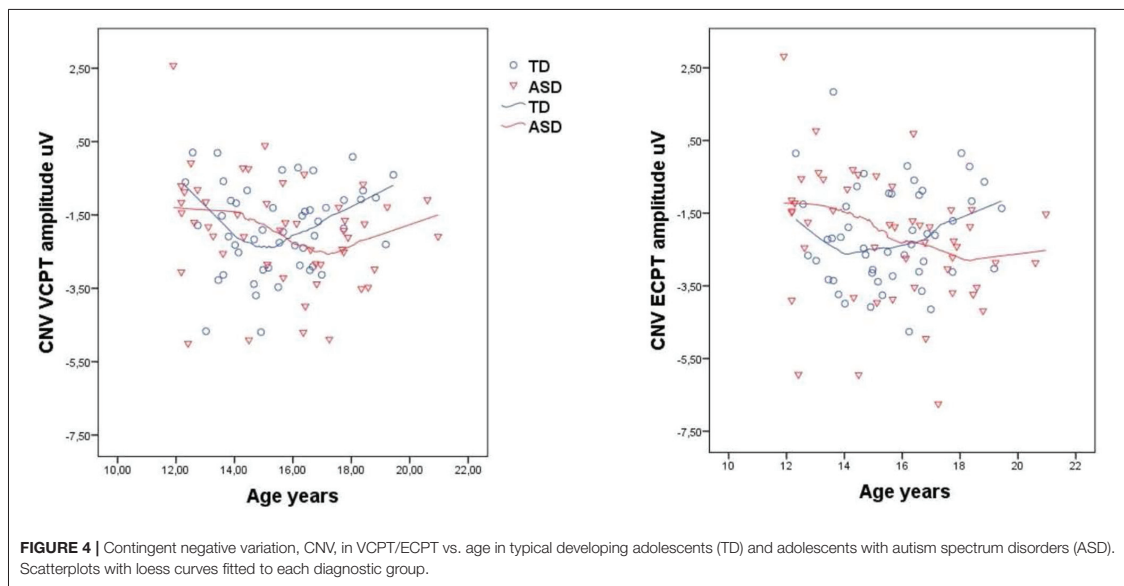 2,50
,50
-1,50
-3,50
-5,50
-7,50
CNV VCPT amplitude uV
10,00 12,00 14,00 16,00 18,00 20,00 22,00
Age years
TD
ASD
TD
ASD
2,50
,50
-1,50
-3,50
-5,50
-7,50
CNV ECPT amplitude uV
10 12 14 16 18 20 22
Age years
FIGURE 4 | Contingent negative variation, CNV, in VCPT/ECPT vs. age in typical developing adolescents (TD) and adolescents with autism spectrum disorders (ASD).
Scatterplots with loess curves fitted to each diagnostic group.